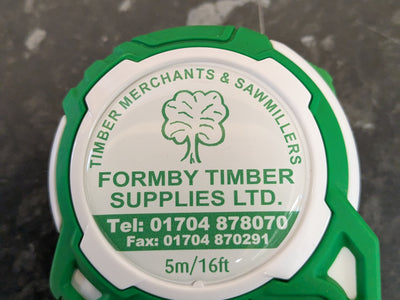 TIMBER MERCHANTS & SAWMILLERS
FORMBY TIMBER
SUPPLIES LTD.
Tel: 01704 878070
Fax: 01704 870291
5m/16ft